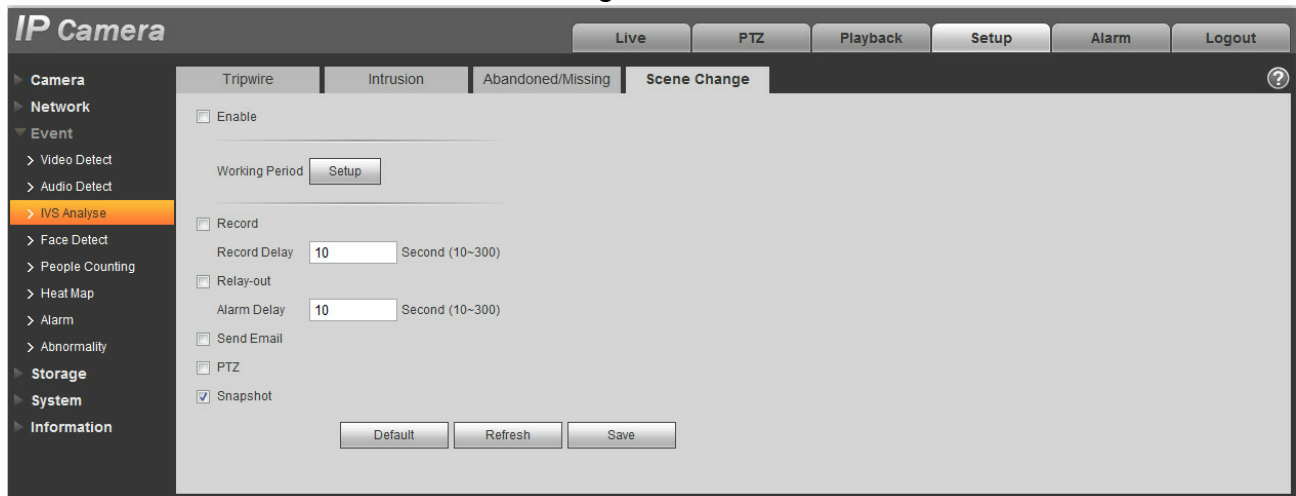 IP Camera
Live PTZ Playback Setup Alarm Logout
Camera
Network
Event
Video Detect
Audio Detect
IVS Analyse
Face Detect
People Counting
Heat Map
Alarm
Abnormality
Storage
System
Information
Tripwire Intrusion Abandoned/Missing Scene Change ?
Enable
Working Period Setup
Record
Record Delay 10 Second (10~300)
Relay-out
Alarm Delay 10 Second (10~300)
Send Email
PTZ
Snapshot
Default Refresh Save